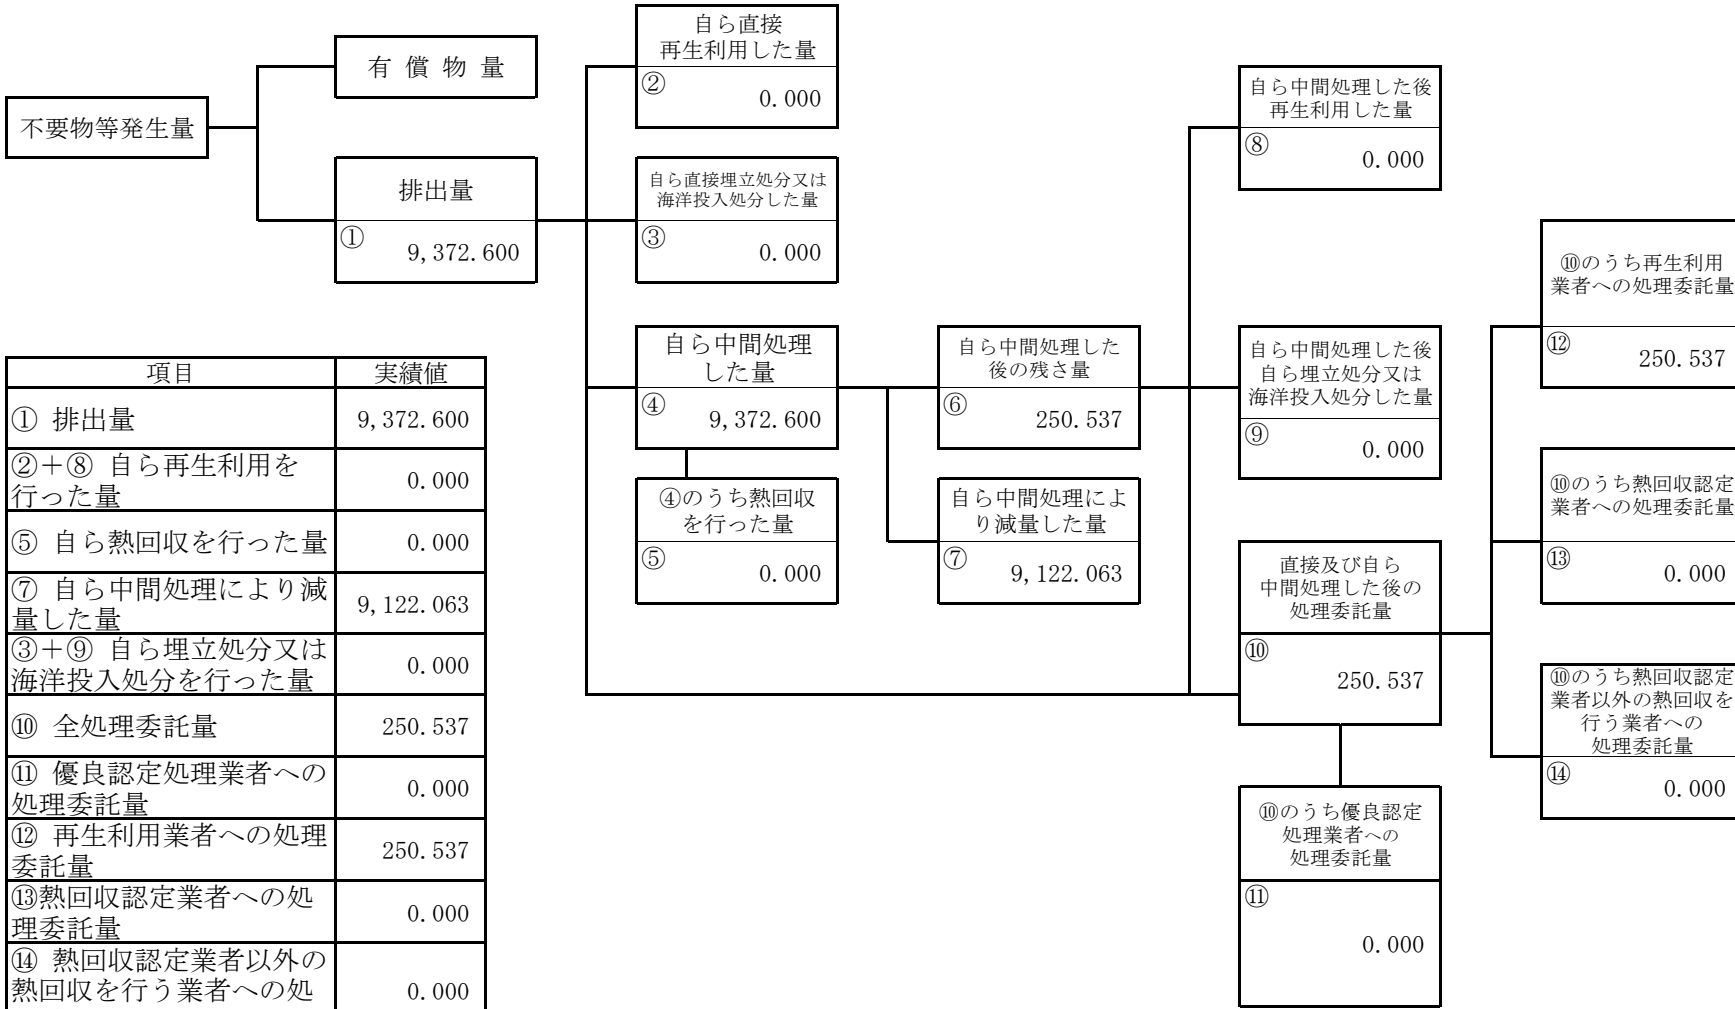 不要物等発生量
有 償 物 量
排出量
①
9,372.600
自ら直接
再生利用した量
②
0.000
自ら直接埋立処分又は
海洋投入処分した量
③
0.000
自ら中間処理
した量
④
9,372.600
④のうち熱回収
を行った量
⑤
0.000
自ら中間処理した
後の残さ量
⑥
250.537
自ら中間処理によ
り減量した量
⑦
9,122.063
自ら中間処理した後
再生利用した量
⑧
0.000
自ら中間処理した後
自ら埋立処分又は
海洋投入処分した量
⑨
0.000
直接及び自ら
中間処理した後の
処理委託量
⑩
250.537
⑩のうち優良認定
処理業者への
処理委託量
⑪
0.000
⑩のうち再生利用
業者への処理委託量
⑫
250.537
⑩のうち熱回収認定
業者への処理委託量
⑬
0.000
⑩のうち熱回収認定
業者以外の熱回収を
行う業者への
処理委託量
⑭
0.000
項目 実績値
① 排出量 9,372.600
②＋⑧ 自ら再生利用を
行った量 0.000
⑤ 自ら熱回収を行った量 0.000
⑦ 自ら中間処理により減
量した量 9,122.063
③＋⑨ 自ら埋立処分又は
海洋投入処分を行った量 0.000
⑩ 全処理委託量 250.537
⑪ 優良認定処理業者への
処理委託量 0.000
⑫ 再生利用業者への処理
委託量 250.537
⑬熱回収認定業者への処
理委託量 0.000
⑭ 熱回収認定業者以外の
熱回収を行う業者への処 0.000